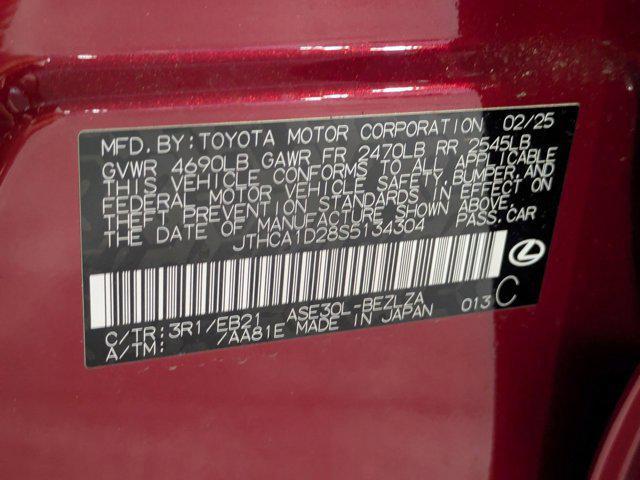 MFD. BY: TOYOTA MOTOR CORPORATION 02/25
GVWR 4690LB GAWR FR 2470LB RR 2545LB
THIS VEHICLE CONFORMS TO ALL APPLICABLE
FEDERAL MOTOR VEHICLE SAFETY, BUMPER, AND
THEFT PREVENTION STANDARDS IN EFFECT ON
THE DATE OF MANUFACTURE SHOWN ABOVE.
JTHCA1D28S5134304 PASS. CAR
C/TR: 3R1/EB21 ASE30L-BEZLZA 013 C
A/TM: /AA81E MADE IN JAPAN